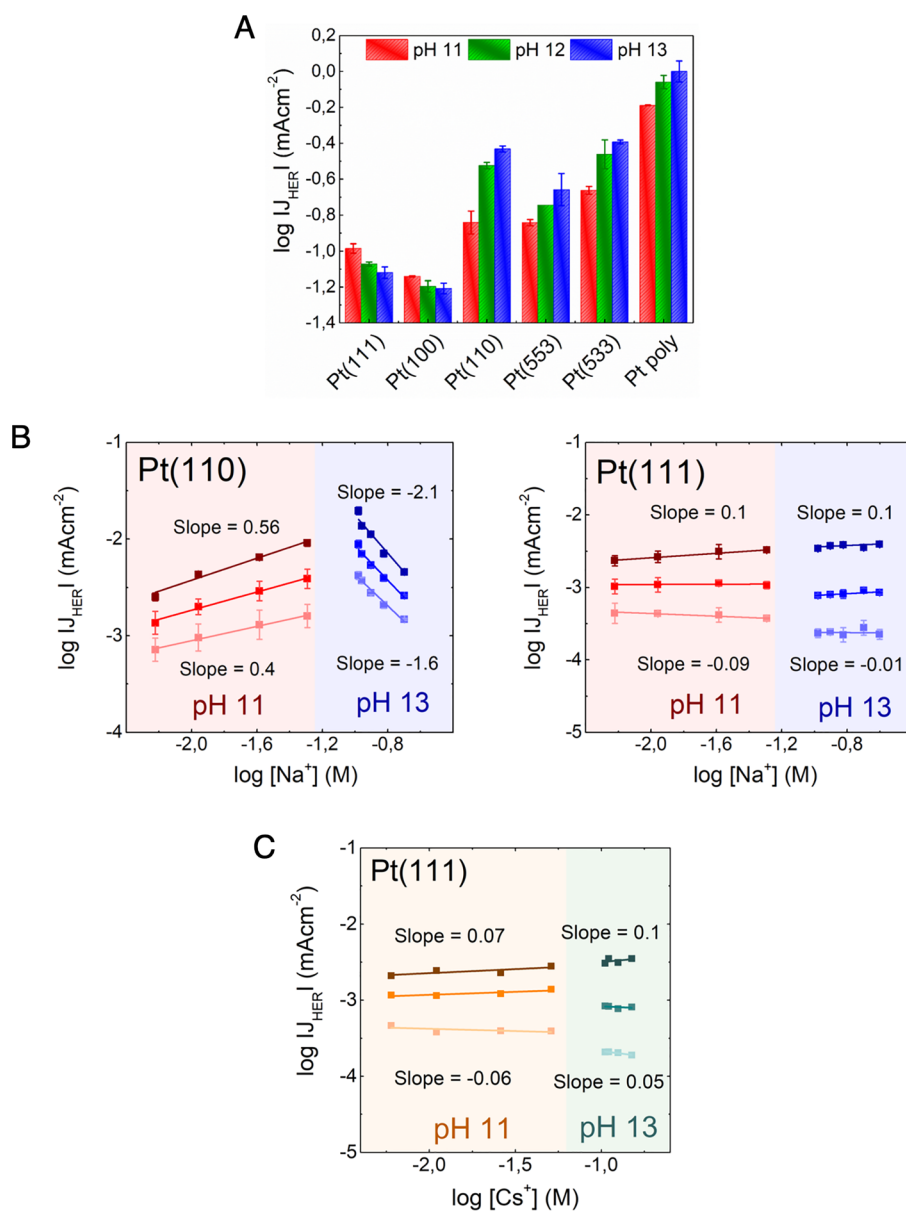 A
pH 11 pH 12 pH 13
log |J_HER| (mAcm⁻²)
0,2
0,0
-0,2
-0,4
-0,6
-0,8
-1,0
-1,2
-1,4
Pt(111) Pt(100) Pt(110) Pt(553) Pt(533) Pt poly
B
Pt(110)
log |J_HER| (mAcm⁻²)
-1
-2
-3
-4
Slope = 0.56
Slope = -2.1
Slope = 0.4
Slope = -1.6
pH 11 pH 13
-2,0 -1,6 -1,2 -0,8
log [Na⁺] (M)
Pt(111)
log |J_HER| (mAcm⁻²)
-1
-2
-3
-4
-5
Slope = 0.1
Slope = 0.1
Slope = -0.09
Slope = -0.01
pH 11 pH 13
-2,0 -1,6 -1,2 -0,8
log [Na⁺] (M)
C
Pt(111)
log |J_HER| (mAcm⁻²)
-1
-2
-3
-4
-5
Slope = 0.07
Slope = 0.1
Slope = -0.06
Slope = 0.05
pH 11 pH 13
-2,0 -1,5 -1,0
log [Cs⁺] (M)